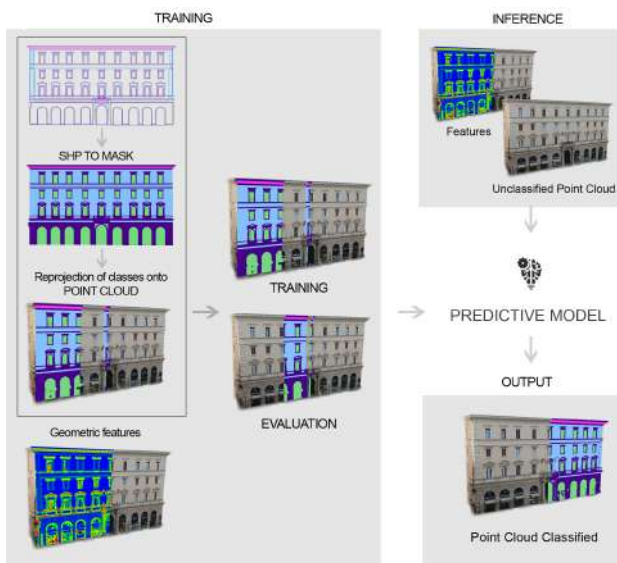 TRAINING
SHP TO MASK
Reprojection of classes onto
POINT CLOUD
Geometric features
TRAINING
EVALUATION
INFERENCE
Features
Unclassified Point Cloud
PREDICTIVE MODEL
OUTPUT
Point Cloud Classified